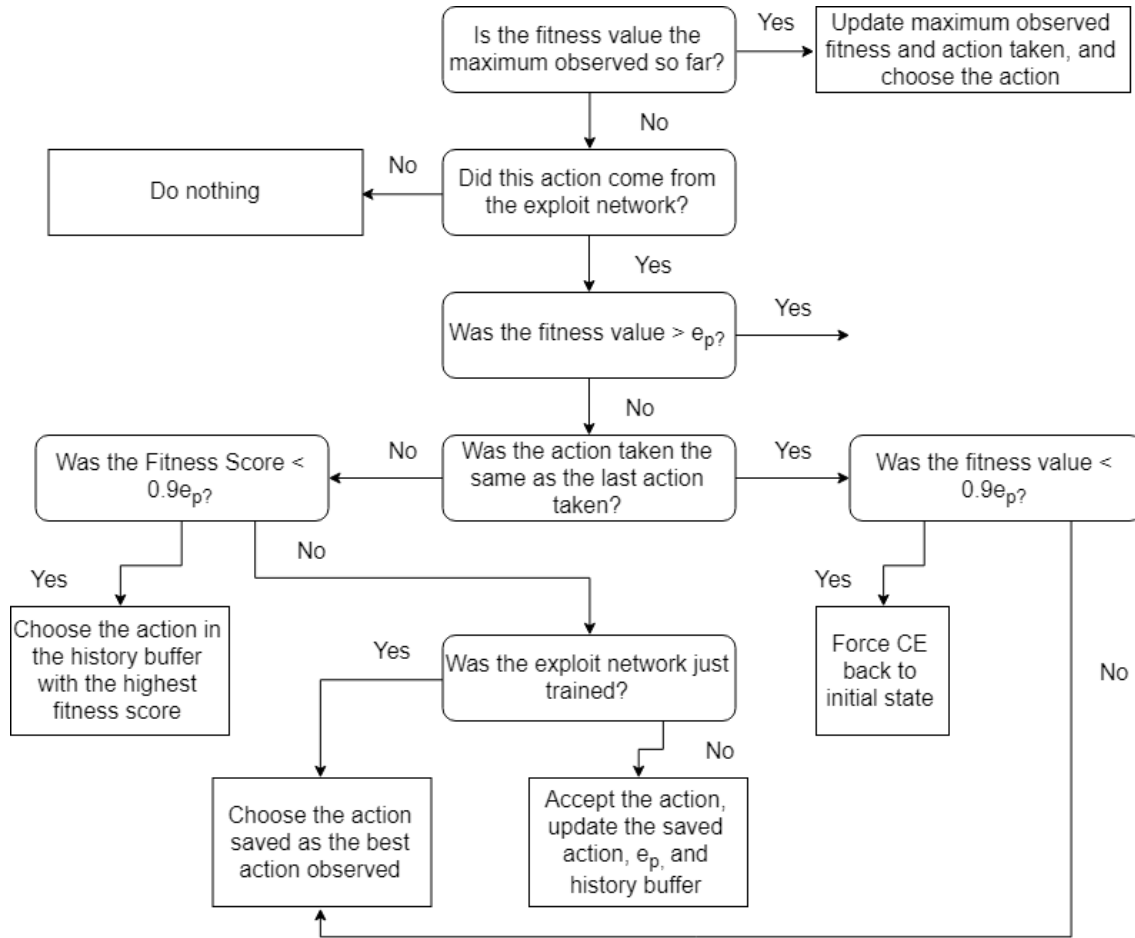 Is the fitness value the
maximum observed so far?
Yes
Update maximum observed
fitness and action taken, and
choose the action
No
Do nothing
No
Did this action come from
the exploit network?
Yes
Was the fitness value > ep?
Yes
No
Was the Fitness Score <
0.9ep?
No
Was the action taken the
same as the last action
taken?
Yes
Was the fitness value <
0.9ep?
Yes
No
Choose the action in
the history buffer
with the highest
fitness score
Yes
Was the exploit network just
trained?
Yes
Force CE
back to
initial state
No
No
Choose the action
saved as the best
action observed
Accept the action,
update the saved
action, ep, and
history buffer